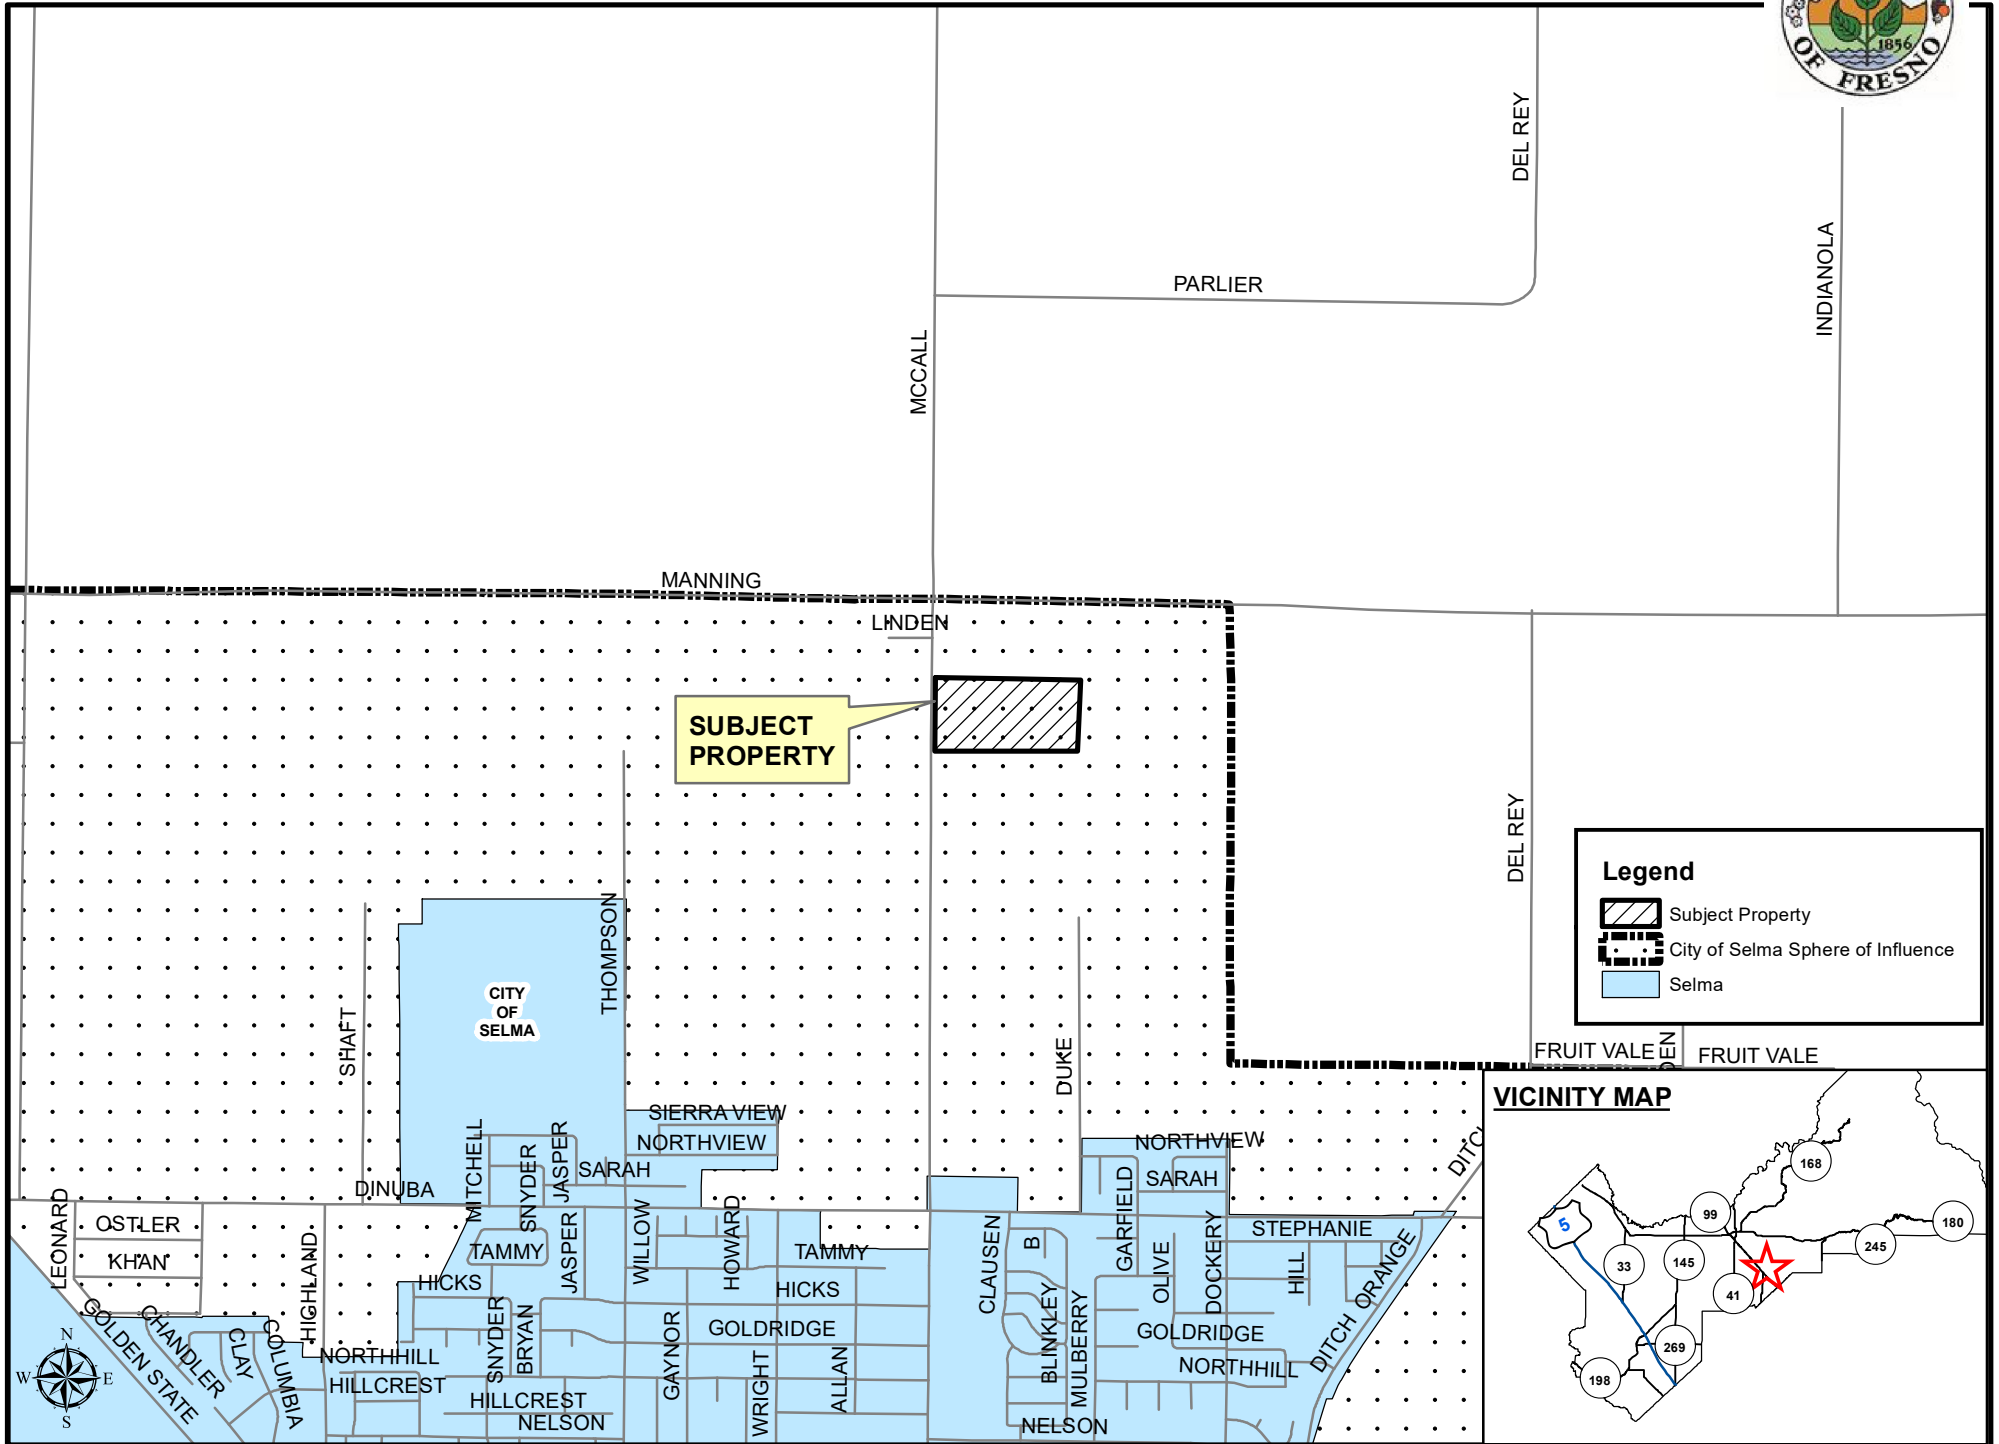 1856
OF FRESNO
DEL REY
INDIANOLA
PARLIER
MCCALL
MANNING
LINDEN
SUBJECT
PROPERTY
DEL REY
Legend
Subject Property
City of Selma Sphere of Influence
Selma
THOMPSON
CITY
OF
SELMA
SHAFT
DUKE
FRUIT VALE
DEN
FRUIT VALE
VICINITY MAP
168
99
180
5
245
33
145
41
269
198
SIERRA VIEW
NORTHVIEW
MITCHELL
SNYDER
JASPER
SARAH
DINUBA
NORTHVIEW
SARAH
GARFIELD
DITCH
LEONARD
OSTLER
KHAN
HIGHLAND
TAMMY
JASPER
WILLOW
HOWARD
TAMMY
CLAUSEN
B
OLIVE
DOCKERY
STEPHANIE
HILL
DITCH ORANGE
HICKS
HICKS
GOLDEN STATE
CHANDLER
CLAY
COLUMBIA
SNYDER
BRYAN
GAYNOR
GOLDRIDGE
WRIGHT
ALLAN
BLINKLEY
MULBERRY
GOLDRIDGE
NORTHHILL
NORTHHILL
HILLCREST
HILLCREST
NELSON
NELSON
N
W
E
S